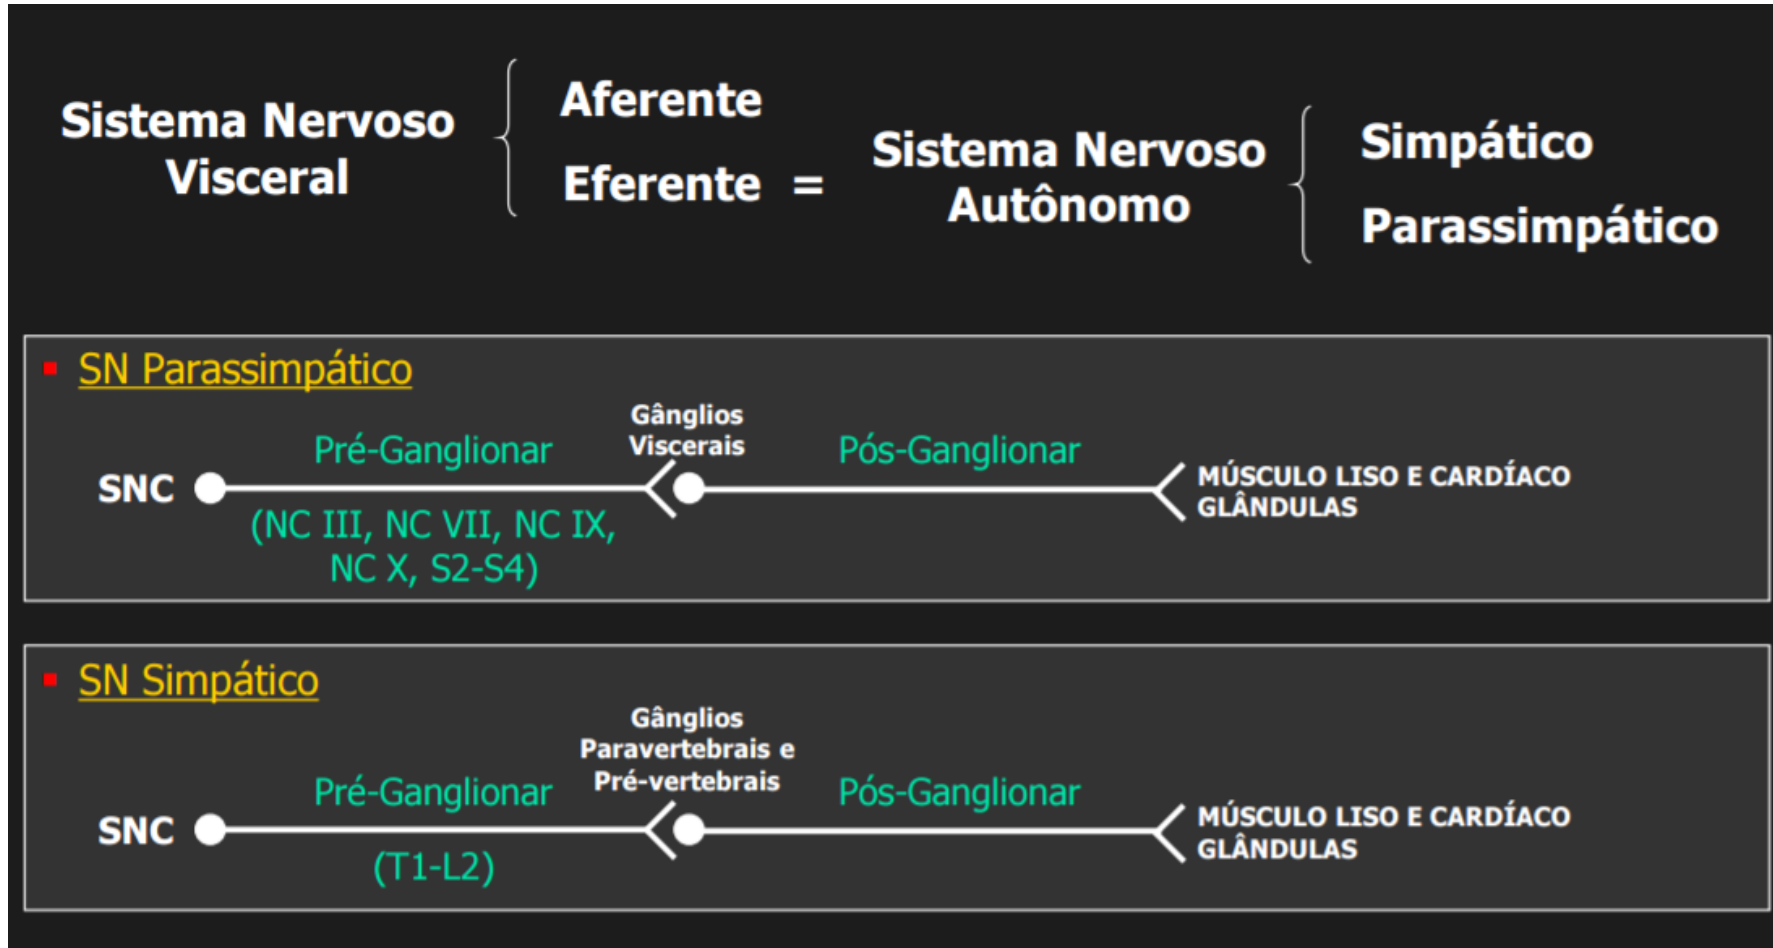 Sistema Nervoso
Visceral
Aferente
Eferente =
Sistema Nervoso
Autônomo
Simpático
Parassimpático
SN Parassimpático
Gânglios
Viscerais
Pré-Ganglionar
Pós-Ganglionar
SNC
MÚSCULO LISO E CARDÍACO
GLÂNDULAS
(NC III, NC VII, NC IX,
NC X, S2-S4)
SN Simpático
Gânglios
Paravertebrais e
Pré-vertebrais
Pré-Ganglionar
Pós-Ganglionar
SNC
MÚSCULO LISO E CARDÍACO
GLÂNDULAS
(T1-L2)